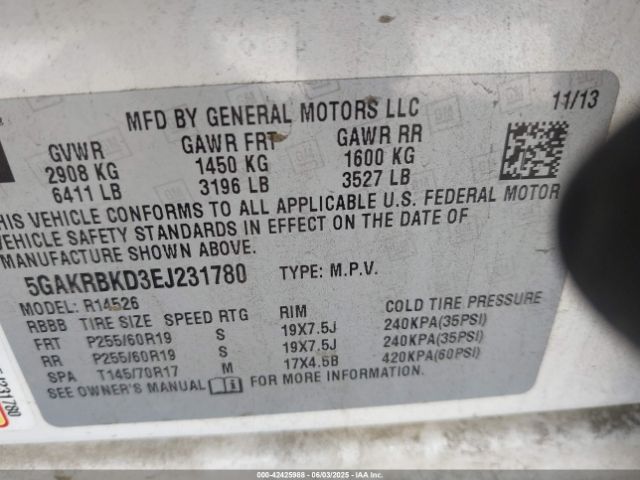 MFD BY GENERAL MOTORS LLC 11/13
GVWR GAWR FRT GAWR RR
2908 KG 1450 KG 1600 KG
6411 LB 3196 LB 3527 LB
THIS VEHICLE CONFORMS TO ALL APPLICABLE U.S. FEDERAL MOTOR
VEHICLE SAFETY STANDARDS IN EFFECT ON THE DATE OF
MANUFACTURE SHOWN ABOVE.
5GAKRBKD3EJ231780 TYPE: M.P.V.
MODEL: R14526
RBBB TIRE SIZE SPEED RTG RIM COLD TIRE PRESSURE
FRT P255/60R19 S 19X7.5J 240KPA(35PSI)
RR P255/60R19 S 19X7.5J 240KPA(35PSI)
SPA T145/70R17 M 17X4.5B 420KPA(60PSI)
SEE OWNER'S MANUAL FOR MORE INFORMATION.
J231780
000-42425988 - 06/03/2025 - IAA Inc.